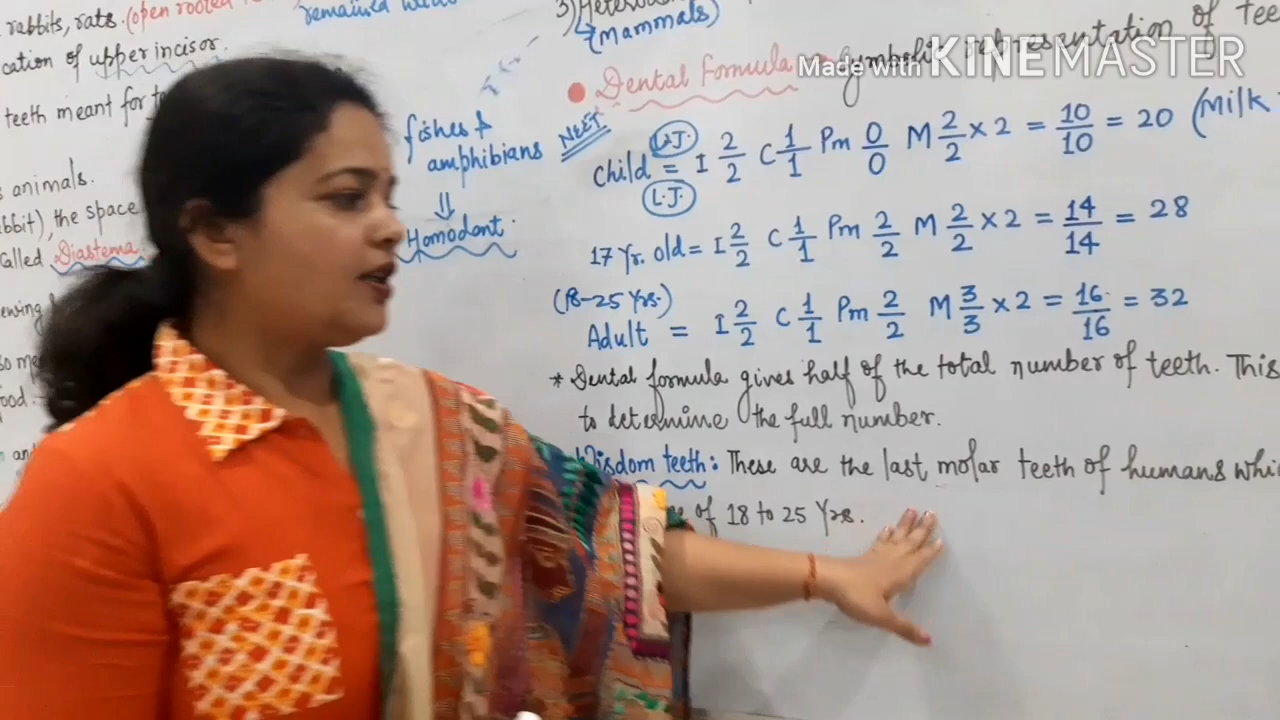 rabbits, rats. (open rooted
cation of upper incisor.
teeth meant for
animals.
bbit), the space
called Diastema.
food.
remained
fishes &
amphibians
⇓
Homodont.
NEET
3)
(Mammals)
Made with KINEMASTER
• Dental Formula → Symbolic representation of
Child = I 2/2 C 1/1 Pm 0/0 M 2/2 × 2 = 10/10 = 20 (Milk
L.J.
17 Yr. old = I 2/2 C 1/1 Pm 2/2 M 2/2 × 2 = 14/14 = 28
(18-25 Yrs.)
Adult = I 2/2 C 1/1 Pm 2/2 M 3/3 × 2 = 16/16 = 32
* Dental formula gives half of the total number of teeth. This
to determine the full number.
Wisdom teeth: These are the last molar teeth of humans
of 18 to 25 Yrs.